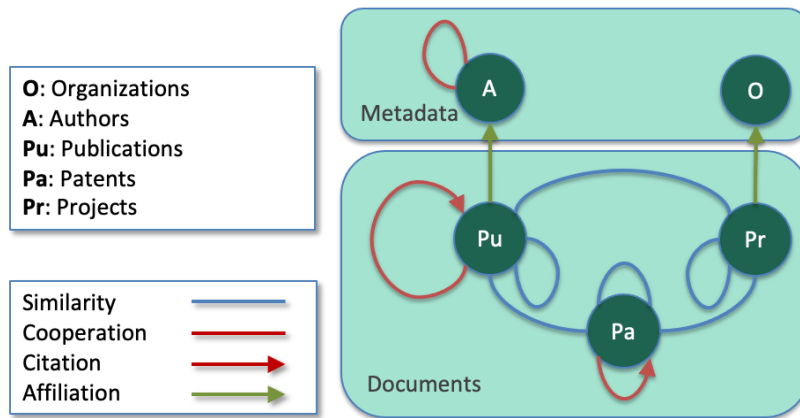 O: Organizations
A: Authors
Pu: Publications
Pa: Patents
Pr: Projects
Similarity
Cooperation
Citation
Affiliation
A
O
Metadata
Pu
Pr
Pa
Documents